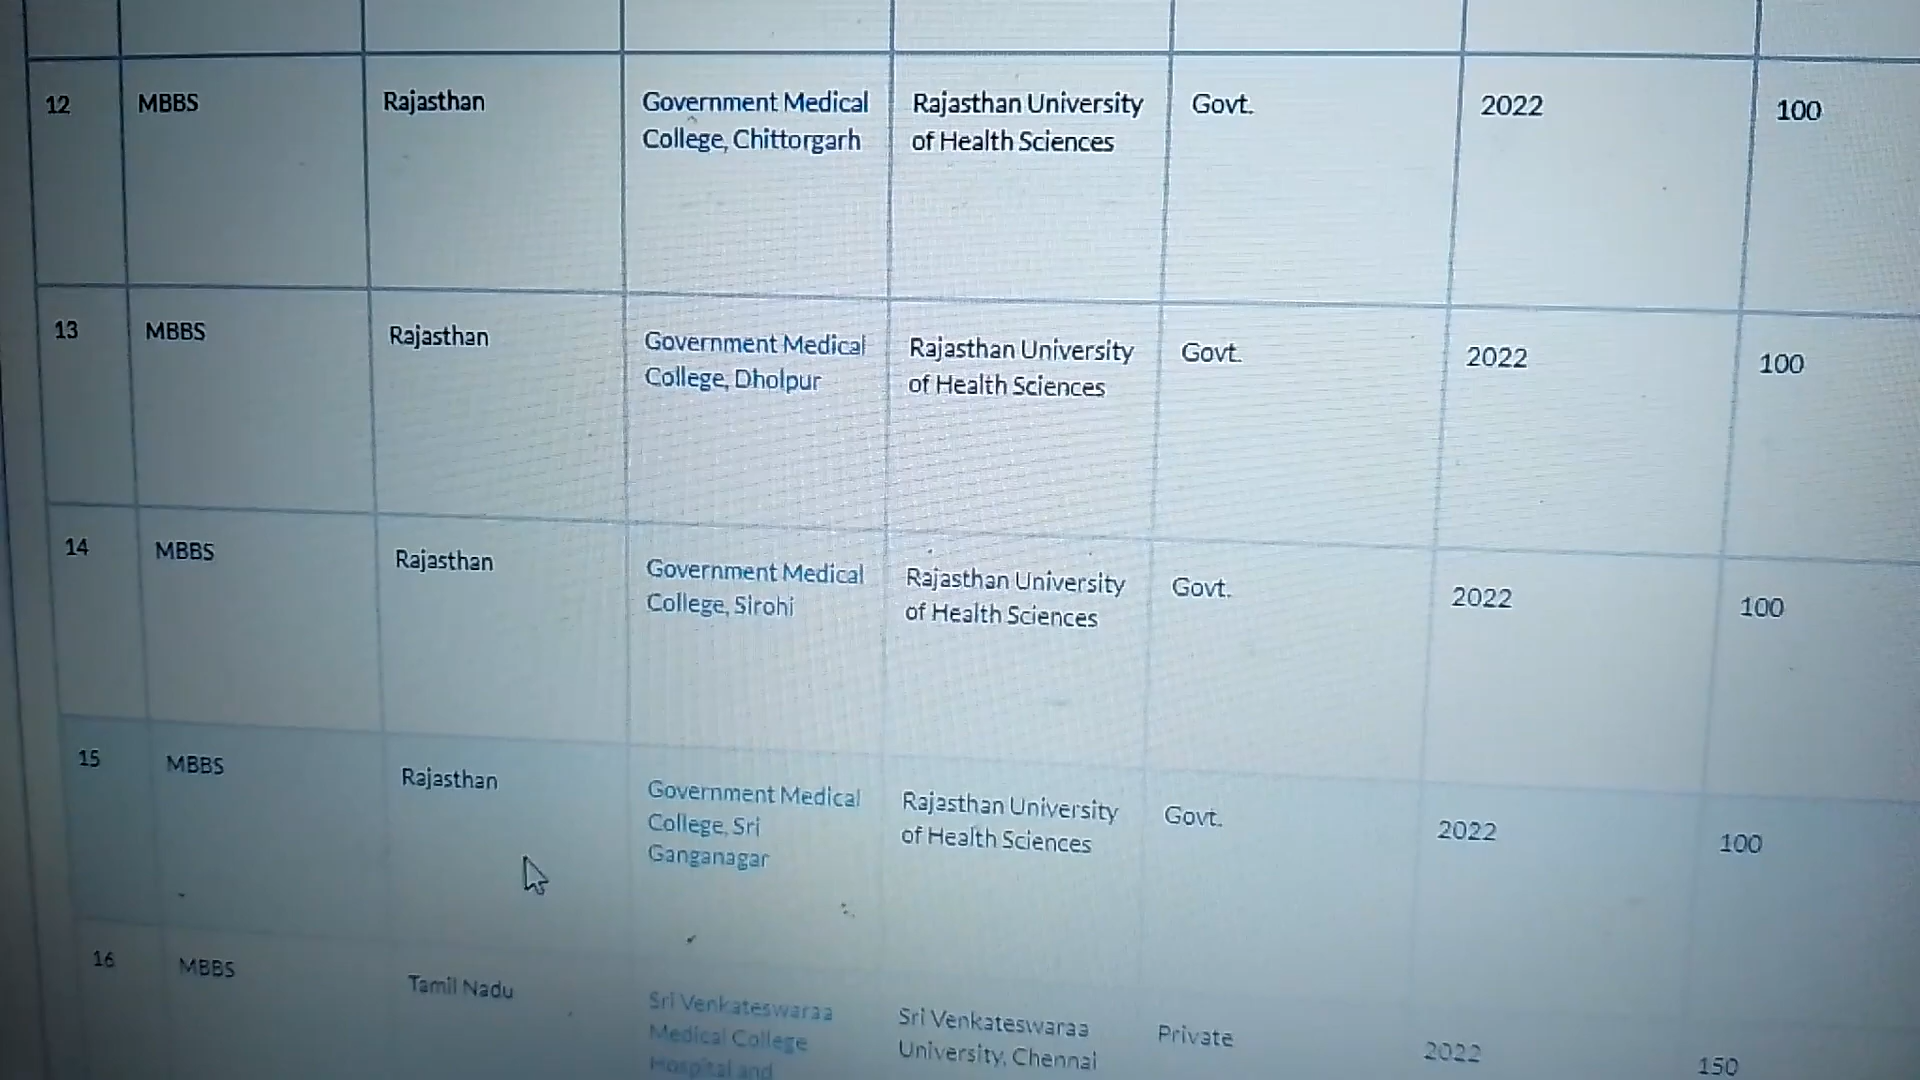 12 MBBS Rajasthan Government Medical Rajasthan University Govt. 2022 100
College, Chittorgarh of Health Sciences
13 MBBS Rajasthan Government Medical Rajasthan University Govt. 2022 100
College, Dholpur of Health Sciences
14 MBBS Rajasthan Government Medical Rajasthan University Govt. 2022 100
College, Sirohi of Health Sciences
15 MBBS Rajasthan Government Medical Rajasthan University Govt. 2022 100
College, Sri of Health Sciences
Ganganagar
16 MBBS Tamil Nadu Sri Venkateswaraa Sri Venkateswaraa Private 2022 150
Medical College University, Chennai
Hospital and